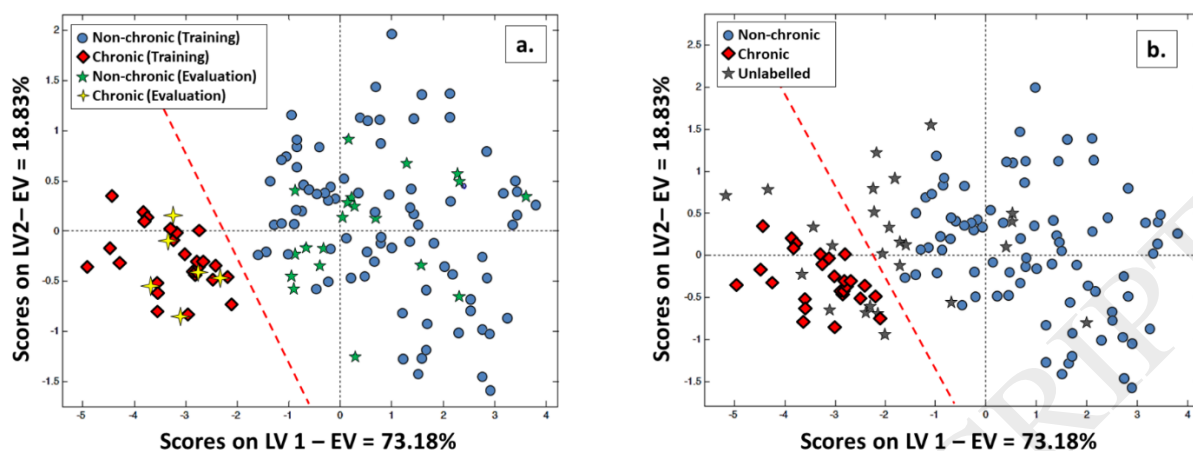 Non-chronic (Training)
Chronic (Training)
Non-chronic (Evaluation)
Chronic (Evaluation)
a.
Scores on LV2– EV = 18.83%
2
1.5
1
0.5
0
-0.5
-1
-1.5
-5 -4 -3 -2 -1 0 1 2 3 4
Scores on LV 1 – EV = 73.18%
Non-chronic
Chronic
Unlabelled
b.
Scores on LV2– EV = 18.83%
2.5
2
1.5
1
0.5
0
-0.5
-1
-1.5
-5 -4 -3 -2 -1 0 1 2 3
Scores on LV 1 – EV = 73.18%
CRIPT